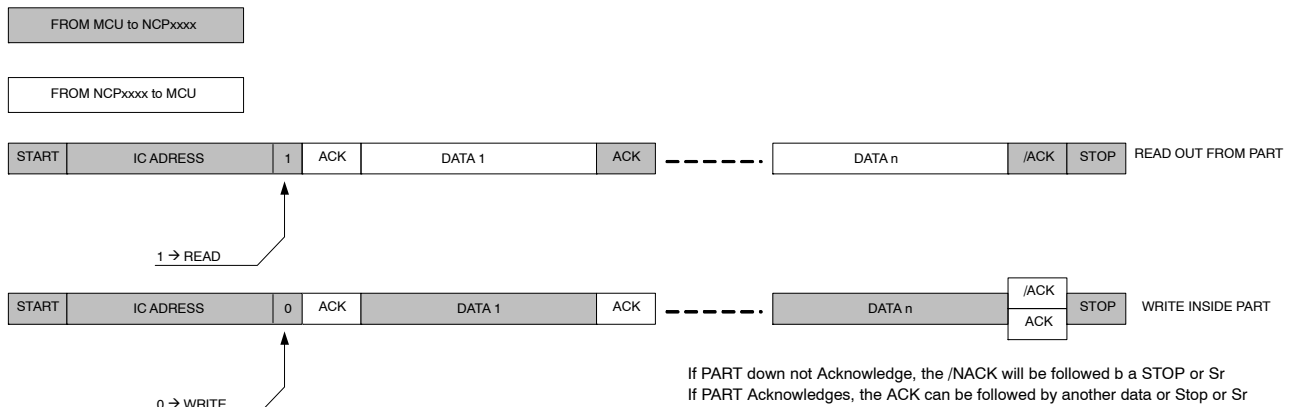 FROM MCU to NCPxxxx
FROM NCPxxxx to MCU
START IC ADRESS 1 ACK DATA 1 ACK DATA n /ACK STOP READ OUT FROM PART
1 → READ
START IC ADRESS 0 ACK DATA 1 ACK DATA n /ACK ACK STOP WRITE INSIDE PART
If PART down not Acknowledge, the /NACK will be followed b a STOP or Sr
If PART Acknowledges, the ACK can be followed by another data or Stop or Sr
0 → WRITE